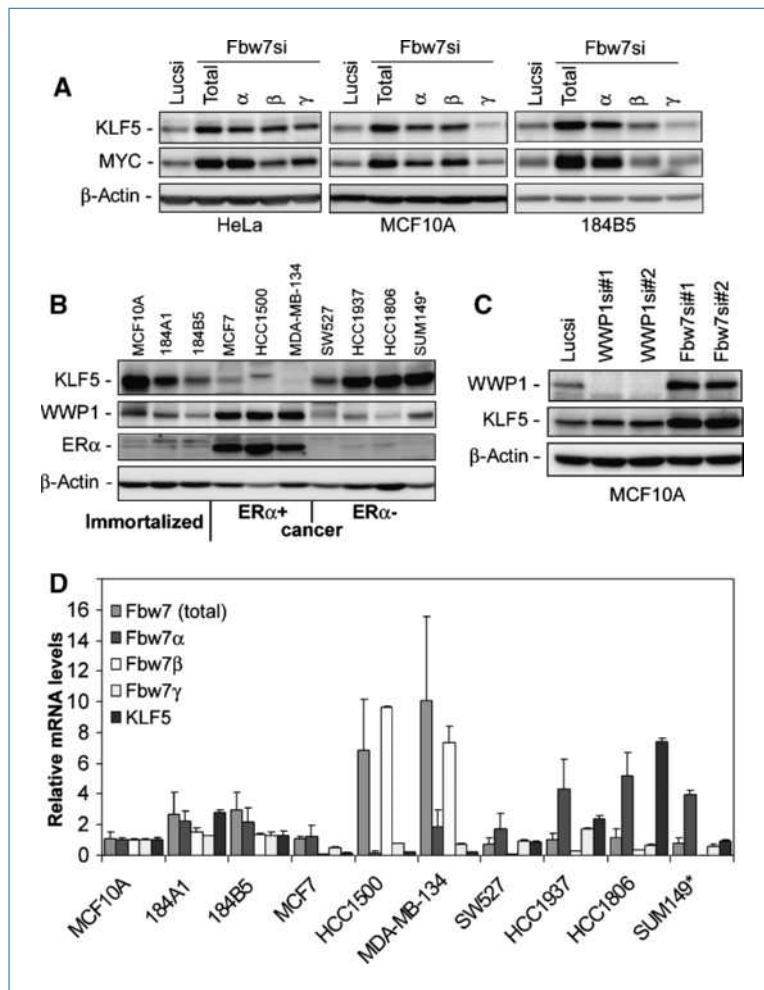 A
Fbw7si Fbw7si Fbw7si
Lucsi Total α β γ Lucsi Total α β γ Lucsi Total α β γ
KLF5 -
MYC -
β-Actin -
HeLa MCF10A 184B5
B
MCF10A 184A1 184B5 MCF7 HCC1500 MDA-MB-134 SW527 HCC1937 HCC1806 SUM149*
KLF5 -
WWP1 -
ERα -
β-Actin -
Immortalized ERα+ ERα-
cancer
C
Lucsi WWP1si#1 WWP1si#2 Fbw7si#1 Fbw7si#2
WWP1 -
KLF5 -
β-Actin -
MCF10A
D
Relative mRNA levels
16
14
12
10
8
6
4
2
0
Fbw7 (total)
Fbw7α
Fbw7β
Fbw7γ
KLF5
MCF10A 184A1 184B5 MCF7 HCC1500 MDA-MB-134 SW527 HCC1937 HCC1806 SUM149*